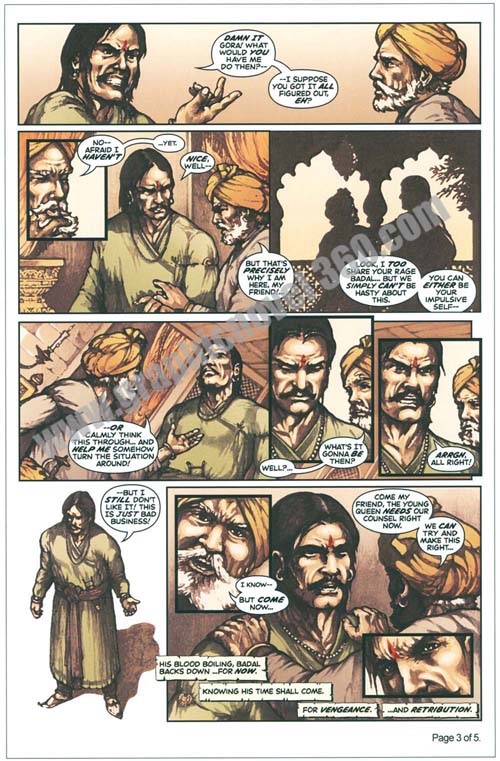 DAMN IT
GORA! WHAT
WOULD YOU
HAVE ME
DO THEN?--
--I SUPPOSE
YOU GOT IT ALL
FIGURED OUT,
EH?
NO--
AFRAID I
HAVEN'T
...YET.
NICE,
WELL--
BUT THAT'S
PRECISELY
WHY I AM
HERE, MY
FRIEND!--
LOOK, I TOO
SHARE YOUR RAGE
BADAL... BUT WE
SIMPLY CAN'T BE
HASTY ABOUT
THIS.
YOU CAN
EITHER BE
YOUR
IMPULSIVE
SELF--
--OR
CALMLY THINK
THIS THROUGH... AND
HELP ME SOMEHOW
TURN THE SITUATION
AROUND!
WELL?...
WHAT'S IT
GONNA BE
THEN?
ARRGH,
ALL RIGHT!
--BUT I
STILL DON'T
LIKE IT! THIS
IS JUST BAD
BUSINESS!
I KNOW--
BUT COME
NOW...
COME MY
FRIEND, THE YOUNG
QUEEN NEEDS OUR
COUNSEL RIGHT
NOW.
WE CAN
TRY AND
MAKE THIS
RIGHT...
HIS BLOOD BOILING, BADAL
BACKS DOWN ...FOR NOW.
KNOWING HIS TIME SHALL COME.
FOR VENGEANCE.
...AND RETRIBUTION.
Page 3 of 5.